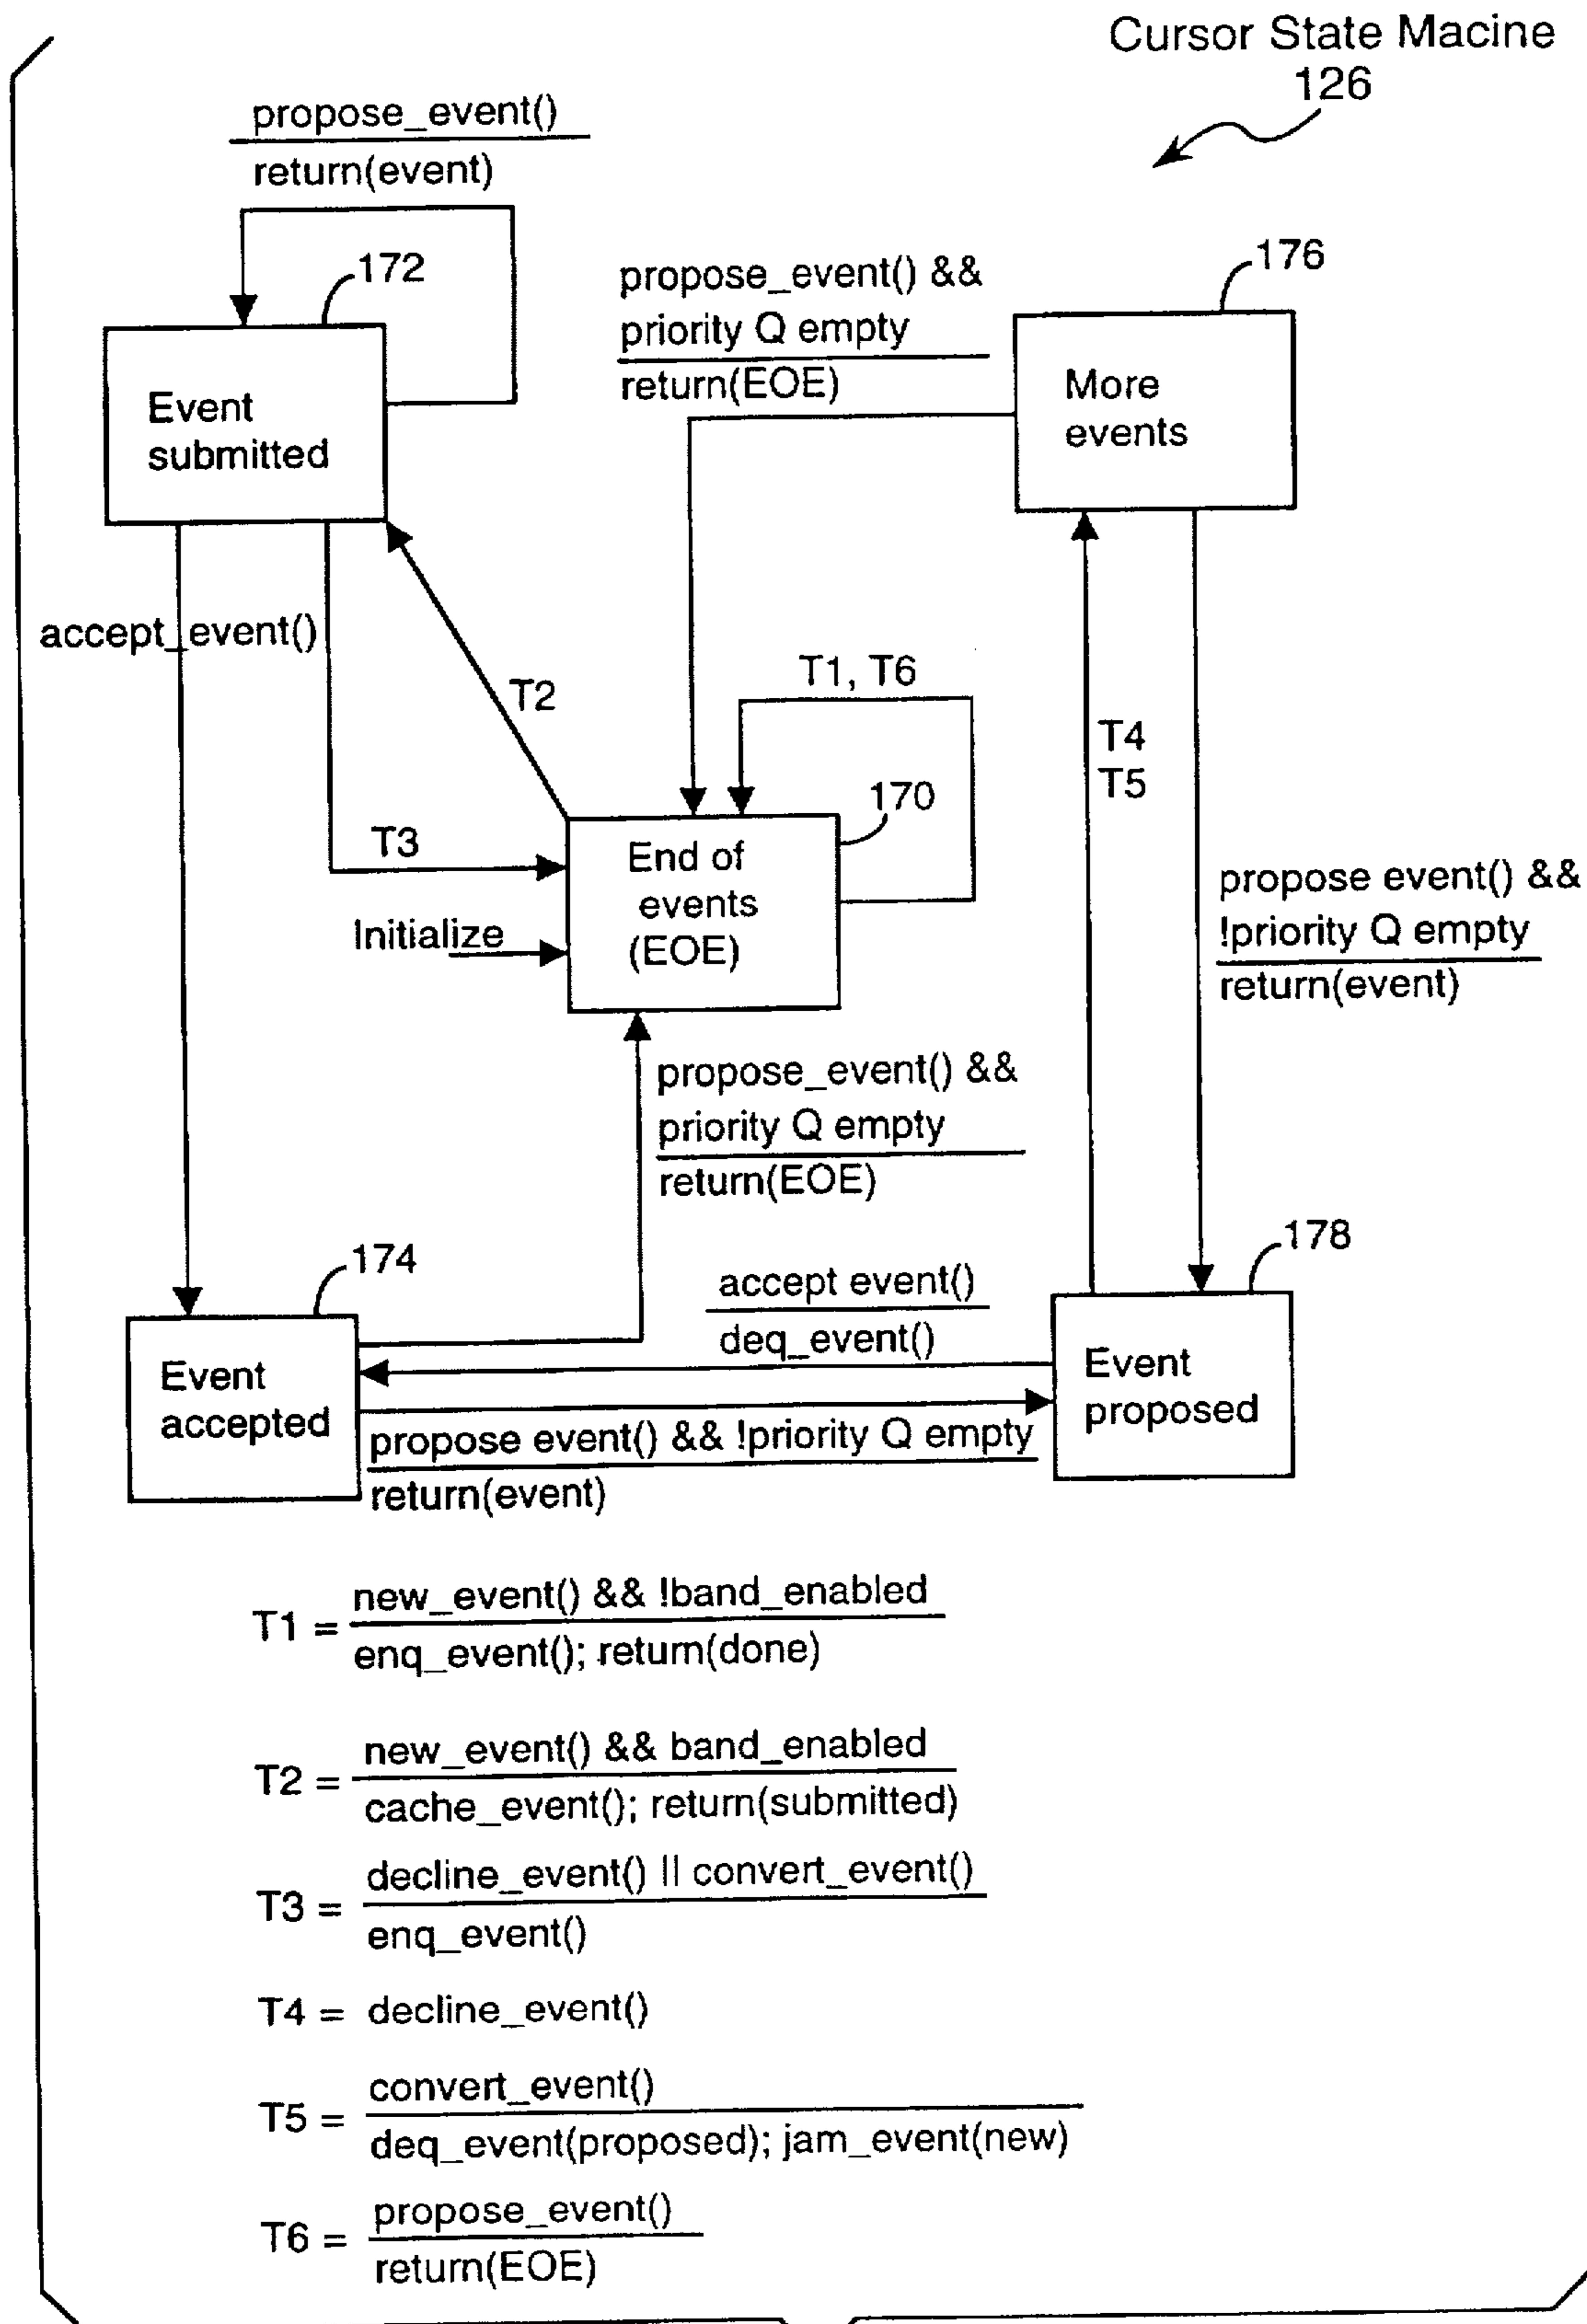 Cursor State Macine
126
propose_event()
return(event)
172
propose_event() &&
priority Q empty
return(EOE)
176
Event
submitted
More
events
accept_event()
T2
T1, T6
T4
T5
170
T3
End of
events
(EOE)
Initialize
propose event() &&
!priority Q empty
return(event)
propose_event() &&
priority Q empty
return(EOE)
174
178
accept event()
deq_event()
Event
accepted
Event
proposed
propose event() && !priority Q empty
return(event)
T1 = new_event() && !band_enabled
enq_event(); return(done)
T2 = new_event() && band_enabled
cache_event(); return(submitted)
T3 = decline_event() || convert_event()
enq_event()
T4 = decline_event()
T5 = convert_event()
deq_event(proposed); jam_event(new)
T6 = propose_event()
return(EOE)